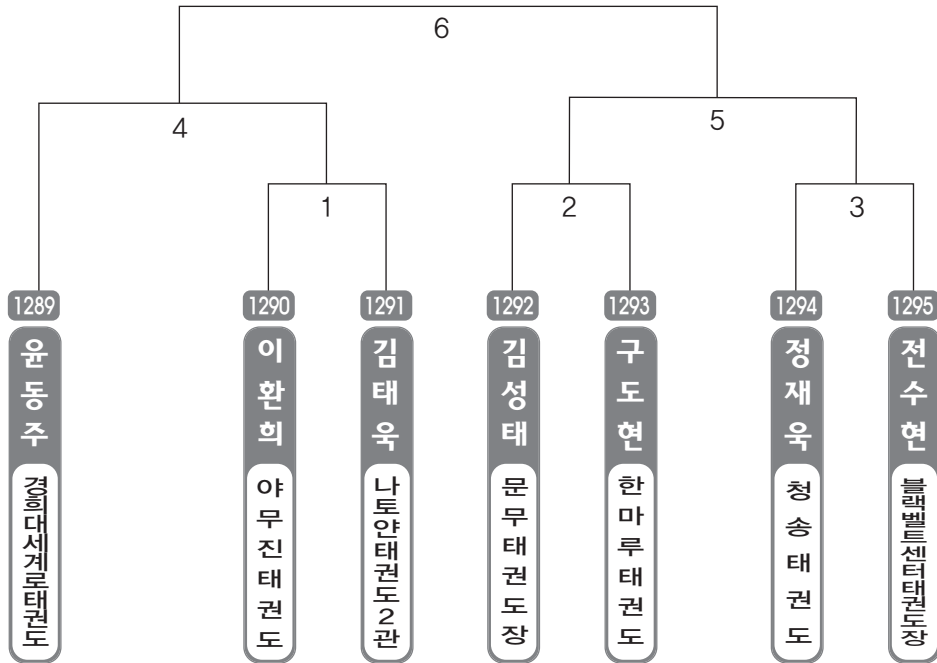 6
4
5
1
2
3
1289
1290
1291
1292
1293
1294
1295
윤동주
이환희
김태욱
김성태
구도현
정재욱
전수현
경희대세계로태권도
야무진태권도
나토얀태권도2관
문무태권도장
한마루태권도
청송태권도
블랙벨트센터태권도장